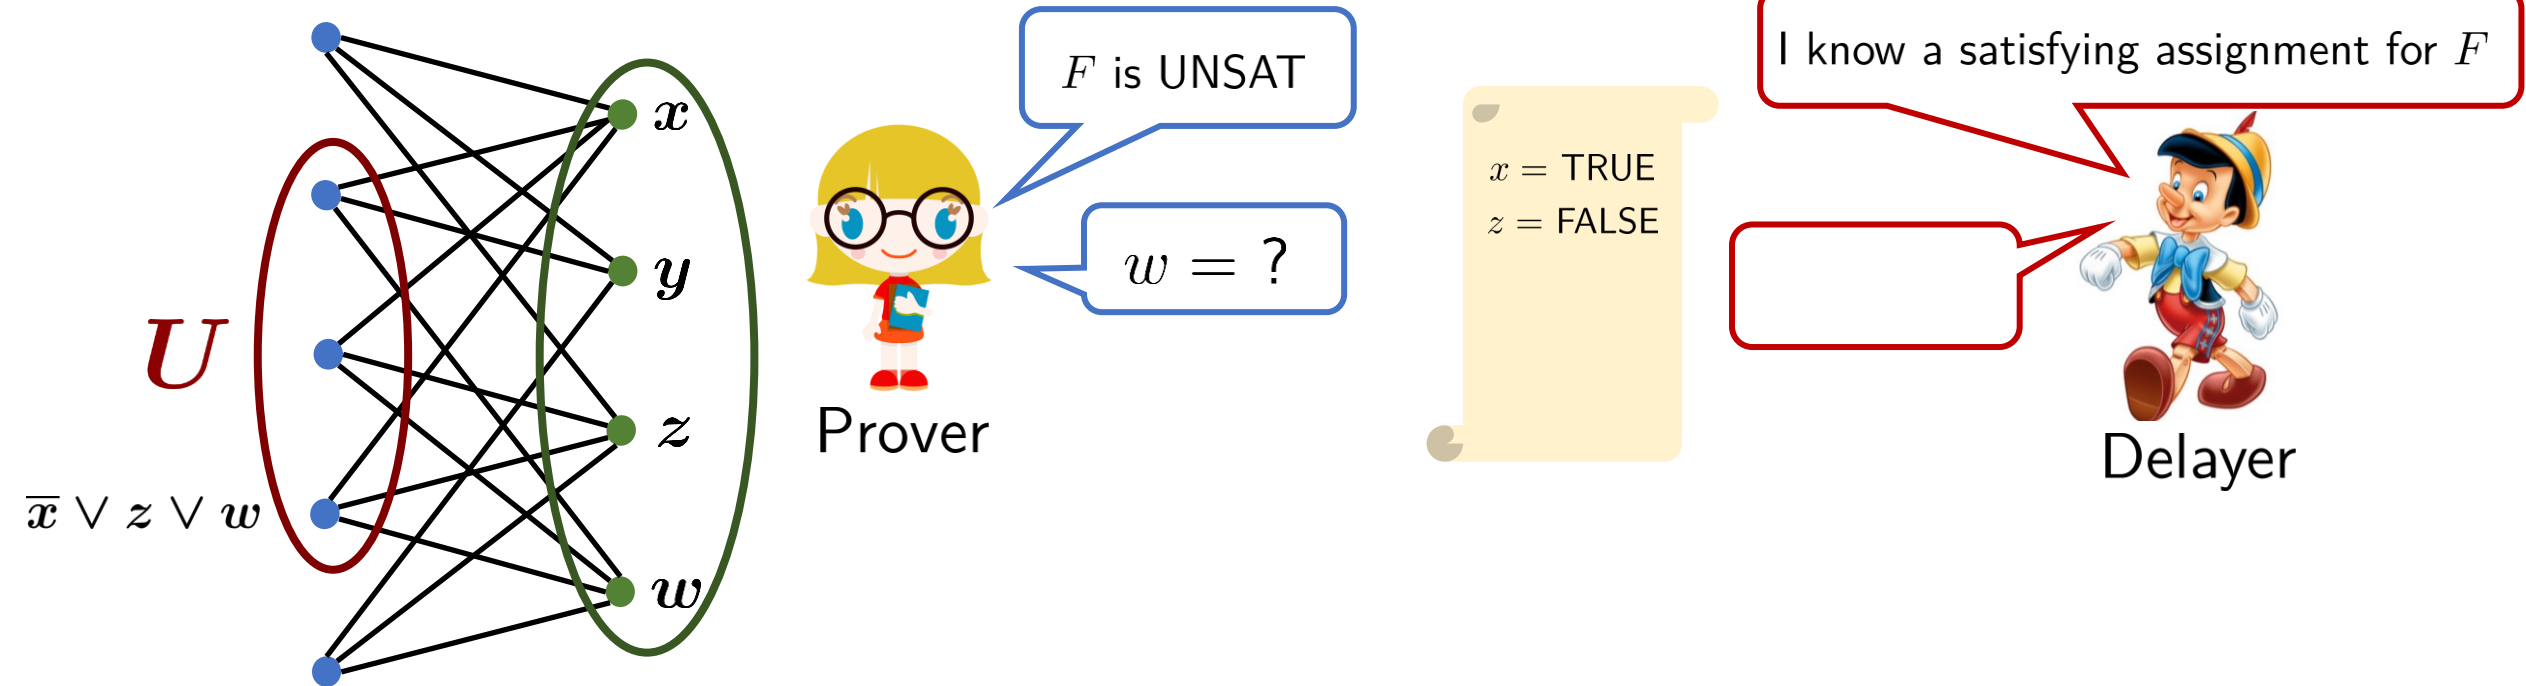 x
y
z
w
U
x̅ ∨ z ∨ w
F is UNSAT
w = ?
Prover
x = TRUE
z = FALSE
I know a satisfying assignment for F
Delayer